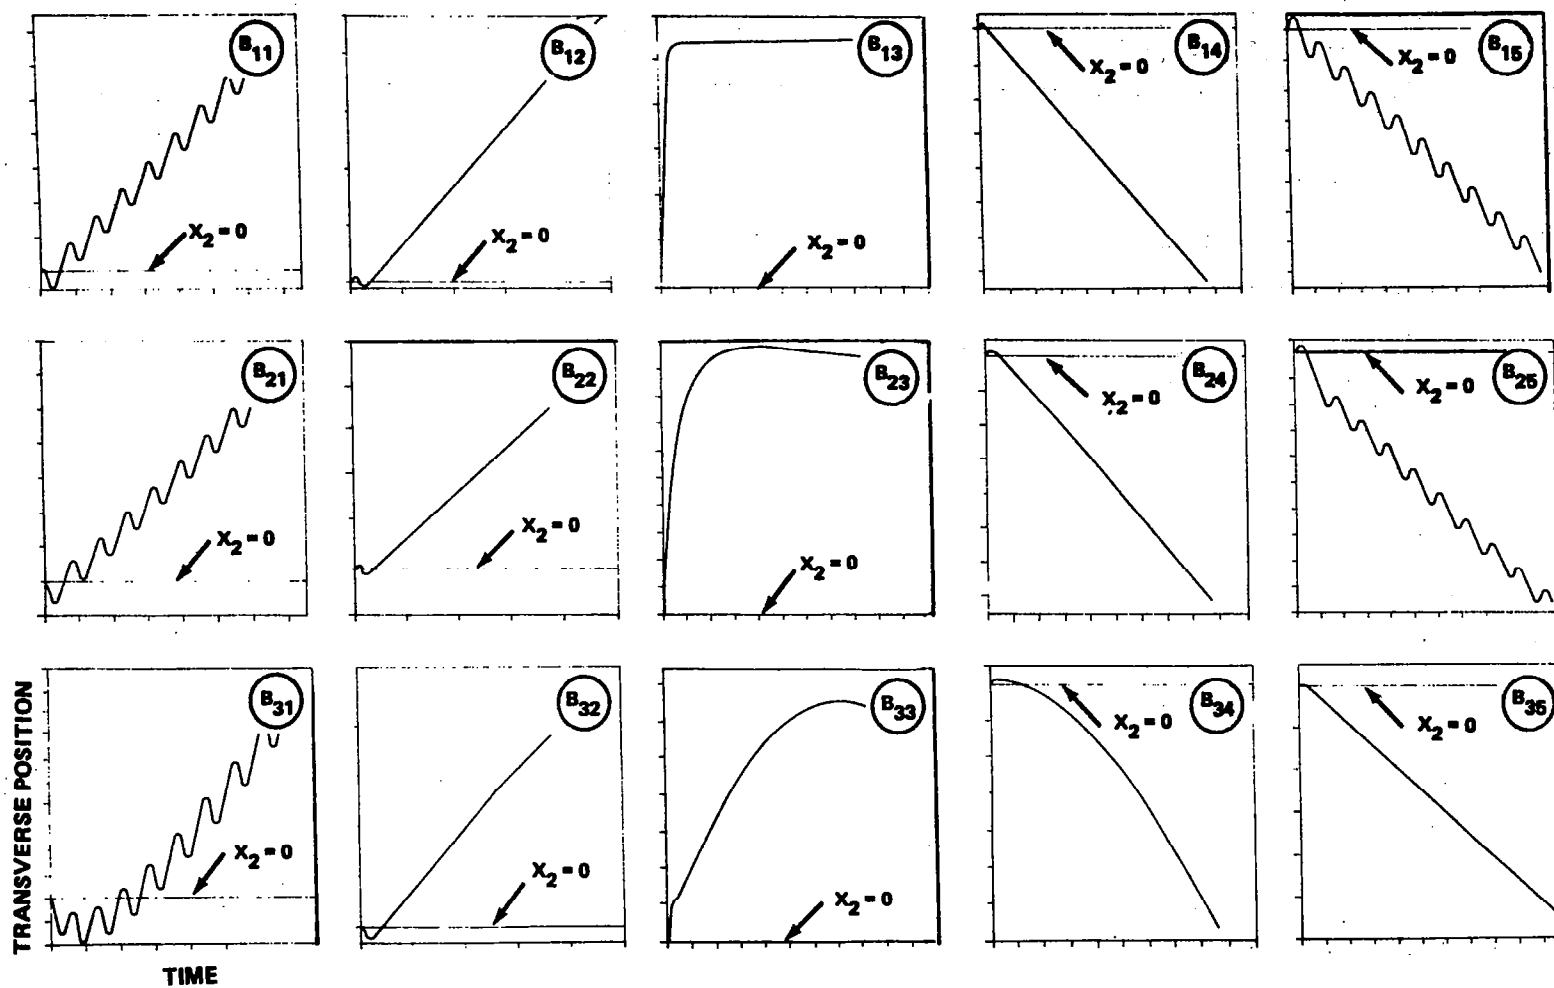 B11
X2=0
B12
X2=0
B13
X2=0
B14
X2=0
B15
X2=0
B21
X2=0
B22
X2=0
B23
X2=0
B24
X2=0
B25
X2=0
B31
X2=0
B32
X2=0
B33
X2=0
B34
X2=0
B35
X2=0
TRANSVERSE POSITION
TIME